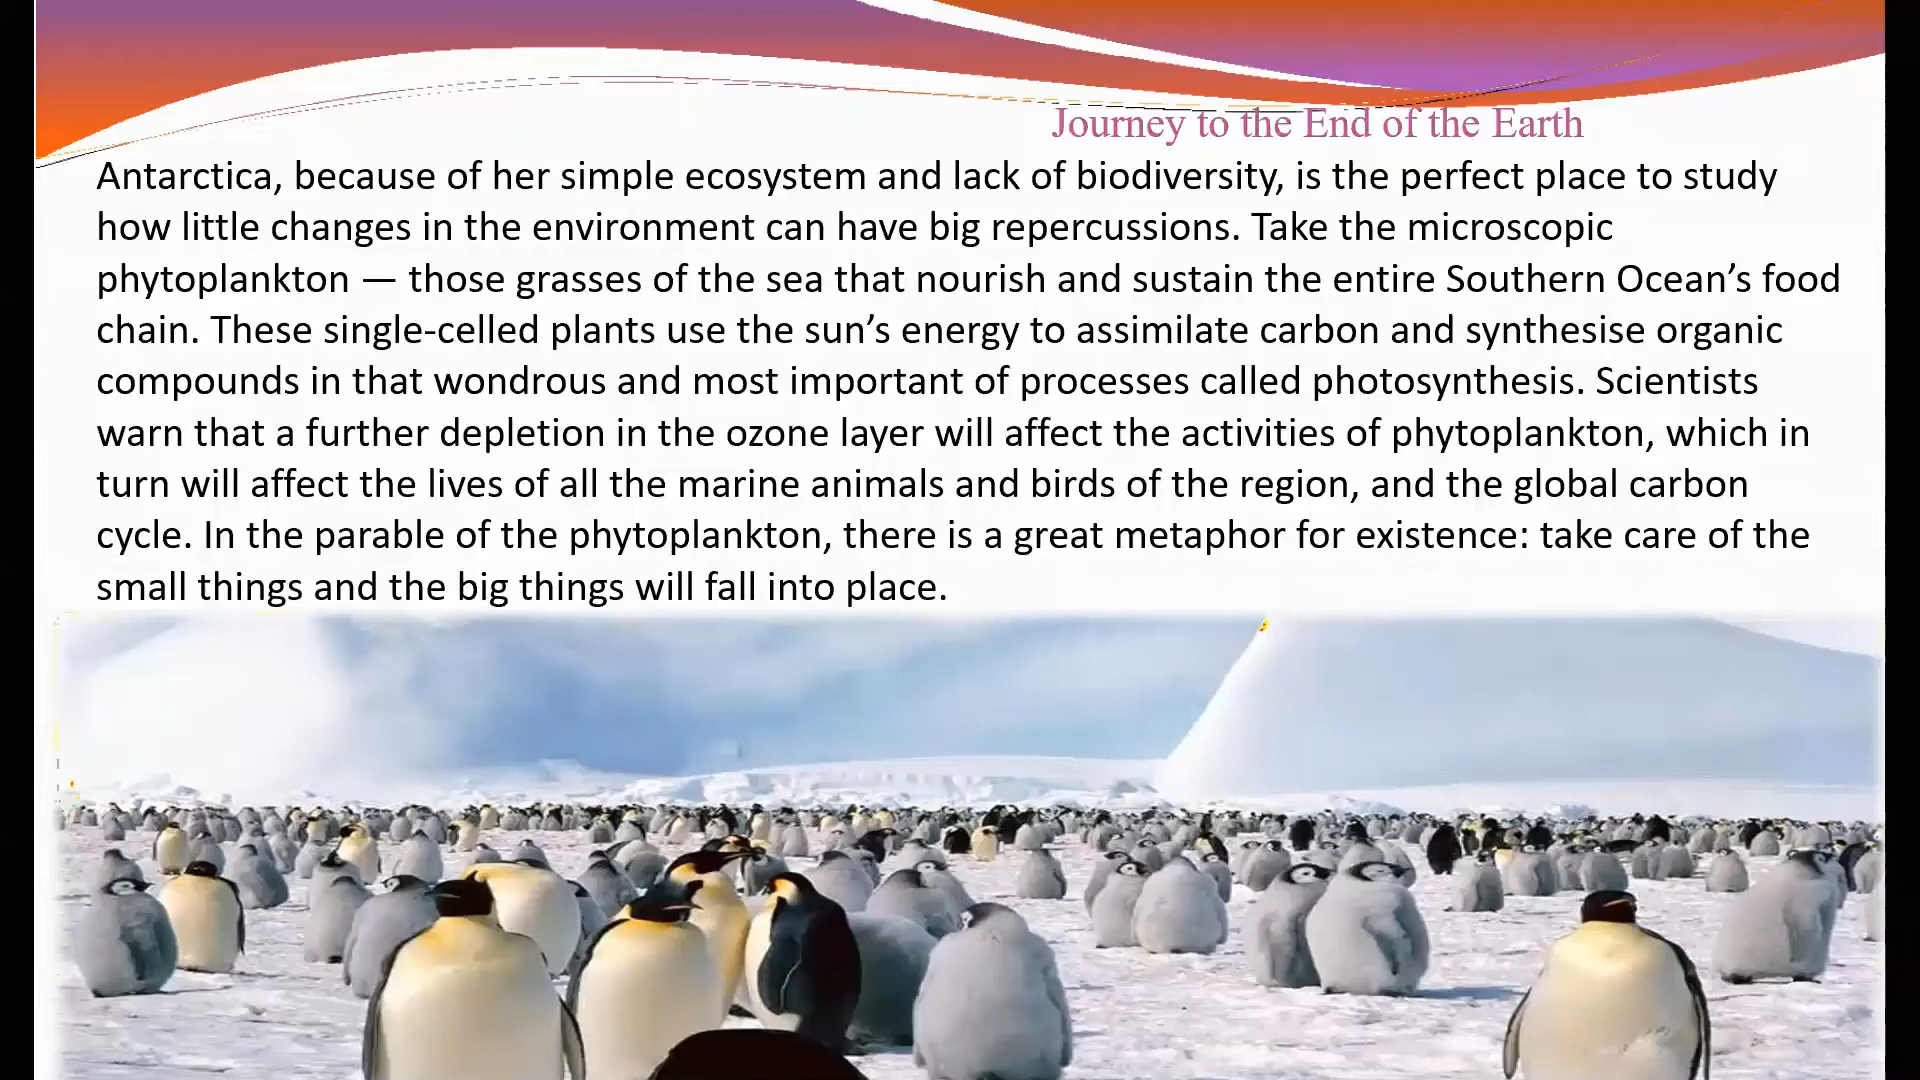 Journey to the End of the Earth
Antarctica, because of her simple ecosystem and lack of biodiversity, is the perfect place to study
how little changes in the environment can have big repercussions. Take the microscopic
phytoplankton — those grasses of the sea that nourish and sustain the entire Southern Ocean’s food
chain. These single-celled plants use the sun’s energy to assimilate carbon and synthesise organic
compounds in that wondrous and most important of processes called photosynthesis. Scientists
warn that a further depletion in the ozone layer will affect the activities of phytoplankton, which in
turn will affect the lives of all the marine animals and birds of the region, and the global carbon
cycle. In the parable of the phytoplankton, there is a great metaphor for existence: take care of the
small things and the big things will fall into place.